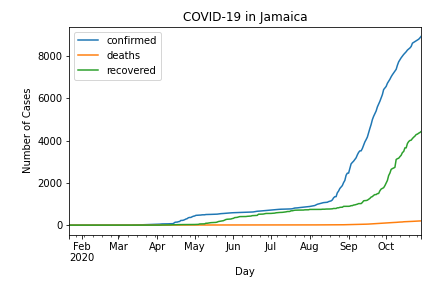 COVID-19 in Jamaica
confirmed
deaths
recovered
8000
6000
4000
2000
0
Number of Cases
Feb Mar Apr May Jun Jul Aug Sep Oct
2020
Day